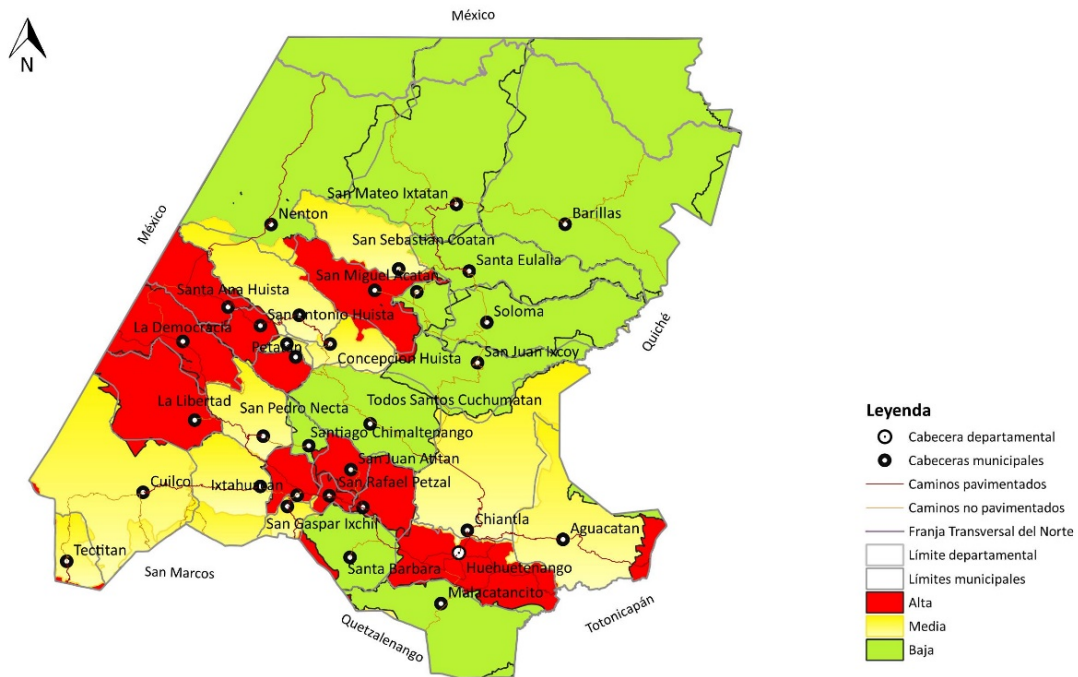 México
N
San Mateo Ixtatan
Barillas
México
Nenton
San Sebastián Coatan
Santa Eulalia
San Miguel Acatan
Santa Ana Huista
San Antonio Huista
Soloma
La Democracia
Quiché
Petatan
Concepcion Huista
San Juan Ixcoy
Todos Santos Cuchumatan
La Libertad
San Pedro Necta
Santiago Chimaltenango
San Juan Atitan
Cuilco
Ixtahuacan
San Rafael Petzal
San Gaspar Ixchil
Chiantla
Aguacatan
Tectitan
San Marcos
Santa Barbara
Huehuetenango
Malacatancito
Totonicapán
Quetzalenango
Leyenda
Cabecera departamental
Cabeceras municipales
Caminos pavimentados
Caminos no pavimentados
Franja Transversal del Norte
Límite departamental
Límites municipales
Alta
Media
Baja